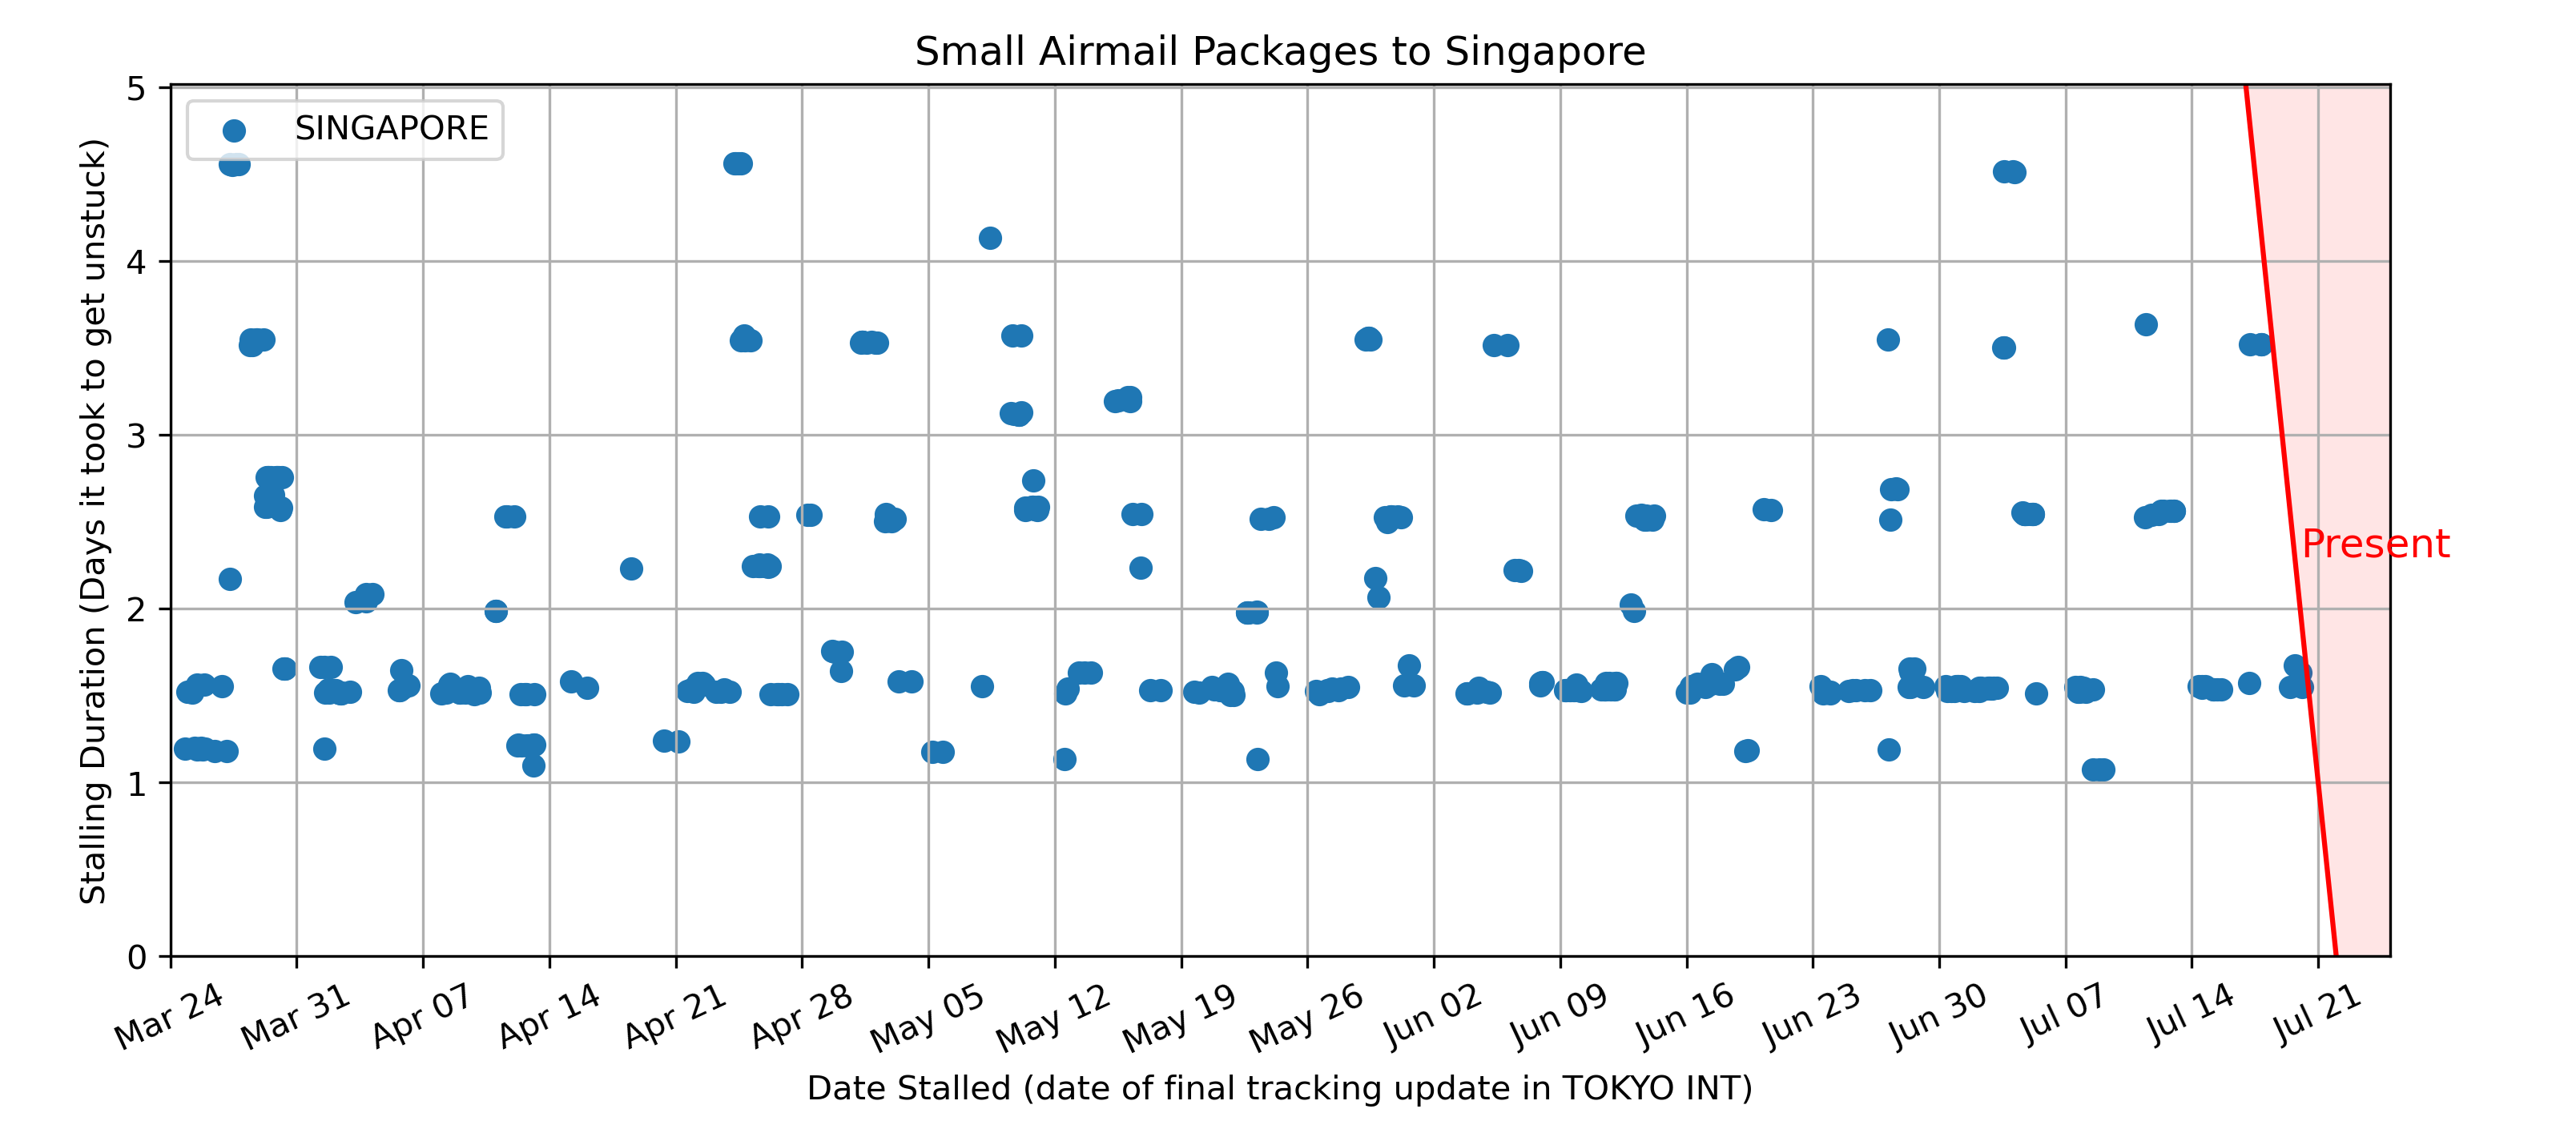 Small Airmail Packages to Singapore
SINGAPORE
Stalling Duration (Days it took to get unstuck)
5
4
3
2
1
0
Present
Mar 24 Mar 31 Apr 07 Apr 14 Apr 21 Apr 28 May 05 May 12 May 19 May 26 Jun 02 Jun 09 Jun 16 Jun 23 Jun 30 Jul 07 Jul 14 Jul 21
Date Stalled (date of final tracking update in TOKYO INT)